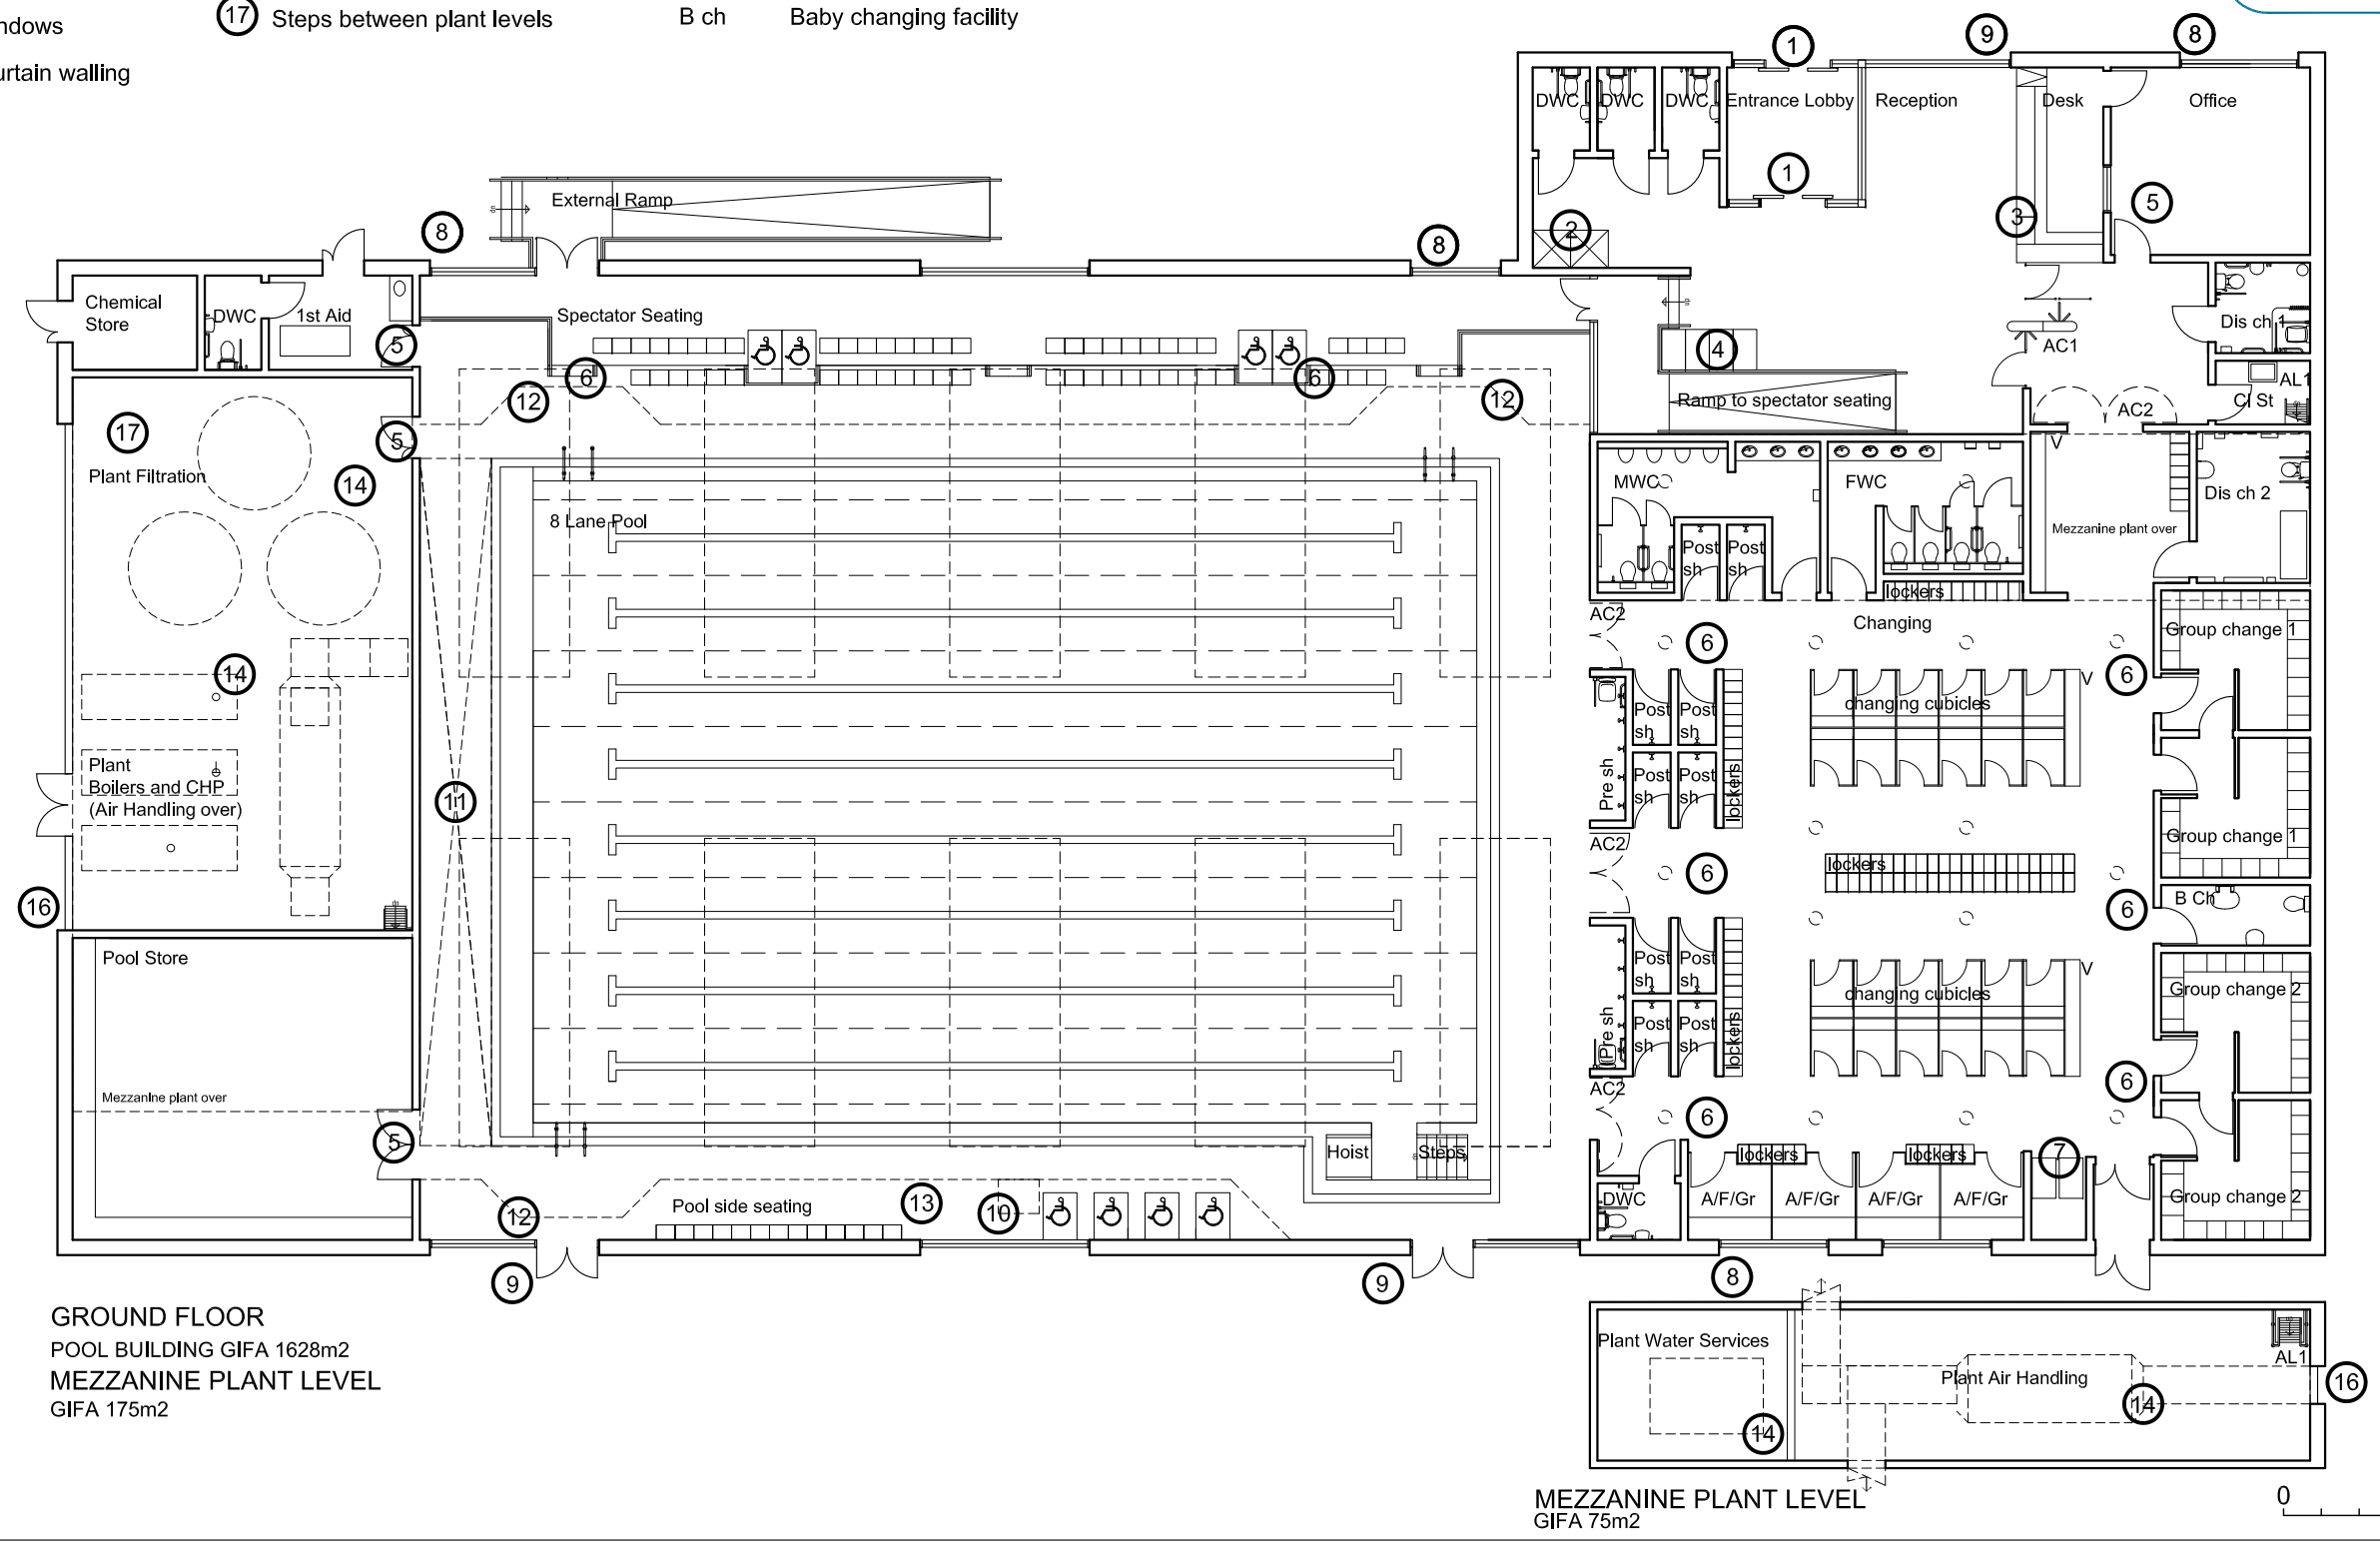 ndows
urtain walling
17 Steps between plant levels
B ch Baby changing facility
1
9
8
DWC
DWC
DWC
Entrance Lobby
Reception
Desk
Office
1
2
3
5
External Ramp
8
8
Chemical
Store
DWC
1st Aid
5
Spectator Seating
4
AC1
Dis ch 1
6
6
12
12
Ramp to spectator seating
AC2
AL1
Cl St
17
5
Plant Filtration
14
8 Lane Pool
MWC
FWC
V
Dis ch 2
Mezzanine plant over
Post
sh
Post
sh
lockers
AC2
6
Changing
Group change 1
6
14
Post
sh
Post
sh
changing cubicles
V
Pre sh
Post
sh
Post
sh
lockers
Plant
Boilers and CHP
(Air Handling over)
11
Group change 1
AC2
6
lockers
B Ch
6
16
Pool Store
Post
sh
Post
sh
changing cubicles
V
Group change 2
Pre sh
Post
sh
Post
sh
lockers
Mezzanine plant over
5
AC2
6
6
Hoist
Steps
lockers
lockers
7
DWC
A/F/Gr
A/F/Gr
A/F/Gr
A/F/Gr
Group change 2
12
Pool side seating
13
10
9
9
8
GROUND FLOOR
POOL BUILDING GIFA 1628m2
MEZZANINE PLANT LEVEL
GIFA 175m2
Plant Water Services
14
Plant Air Handling
14
AL1
16
MEZZANINE PLANT LEVEL
GIFA 75m2
0